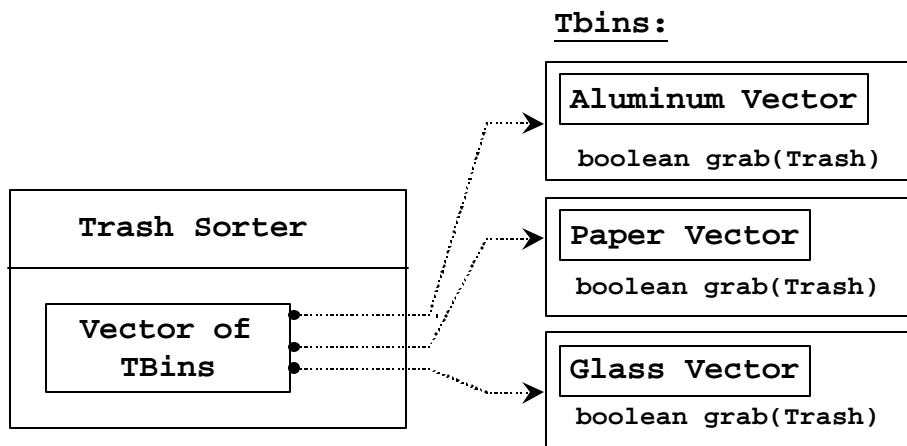 Tbins:
Aluminum Vector
boolean grab(Trash)
Trash Sorter
Paper Vector
boolean grab(Trash)
Vector of
TBins
Glass Vector
boolean grab(Trash)